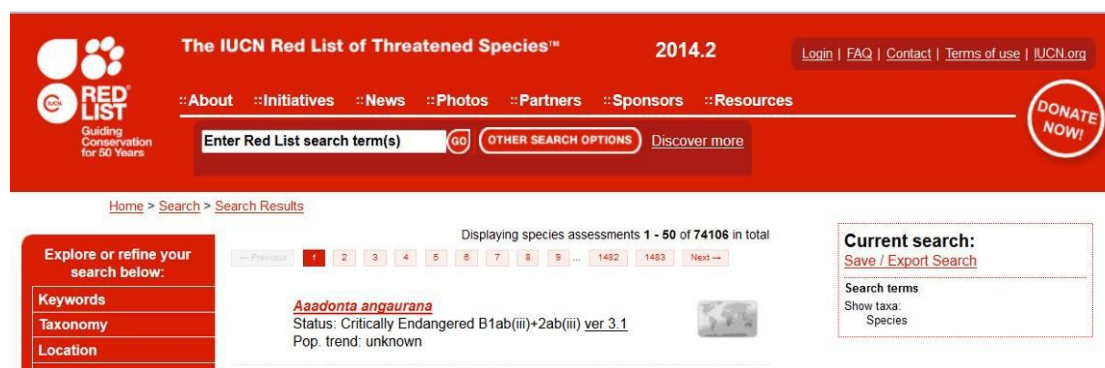 The IUCN Red List of Threatened Species™
2014.2
Login | FAQ | Contact | Terms of use | IUCN.org
IUCN
RED
LIST
Guiding
Conservation
for 50 Years
::About ::Initiatives ::News ::Photos ::Partners ::Sponsors ::Resources
DONATE
NOW!
Enter Red List search term(s) GO OTHER SEARCH OPTIONS Discover more
Home > Search > Search Results
Explore or refine your
search below:
Keywords
Taxonomy
Location
Displaying species assessments 1 - 50 of 74106 in total
← Previous 1 2 3 4 5 6 7 8 9 ... 1482 1483 Next →
Aaadonta angaurana
Status: Critically Endangered B1ab(iii)+2ab(iii) ver 3.1
Pop. trend: unknown
Current search:
Save / Export Search
Search terms
Show taxa:
Species